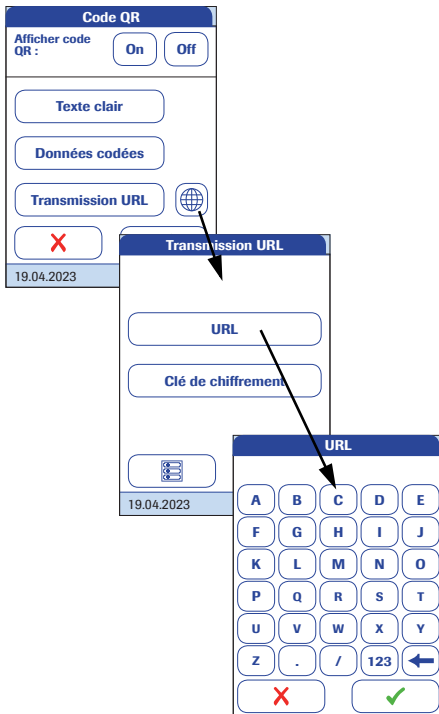 Code QR
Afficher code
QR :
On
Off
Texte clair
Données codées
Transmission URL
19.04.2023
Transmission URL
URL
Clé de chiffrement
19.04.2023
URL
A B C D E
F G H I J
K L M N O
P Q R S T
U V W X Y
Z . / 123